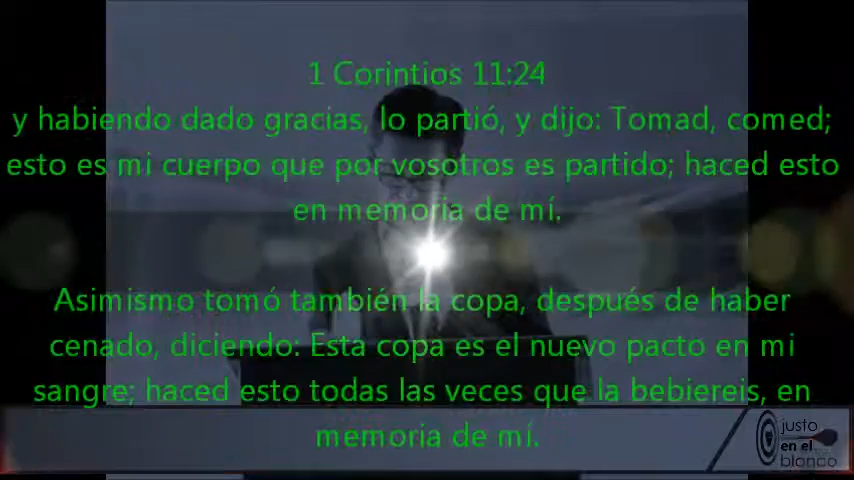 1 Corintios 11:24
y habiendo dado gracias, lo partió, y dijo: Tomad, comed;
esto es mi cuerpo que por vosotros es partido; haced esto
en memoria de mí.
Asimismo tomó también la copa, después de haber
cenado, diciendo: Esta copa es el nuevo pacto en mi
sangre; haced esto todas las veces que la bebiereis, en
memoria de mí.
justo
en el
blanco